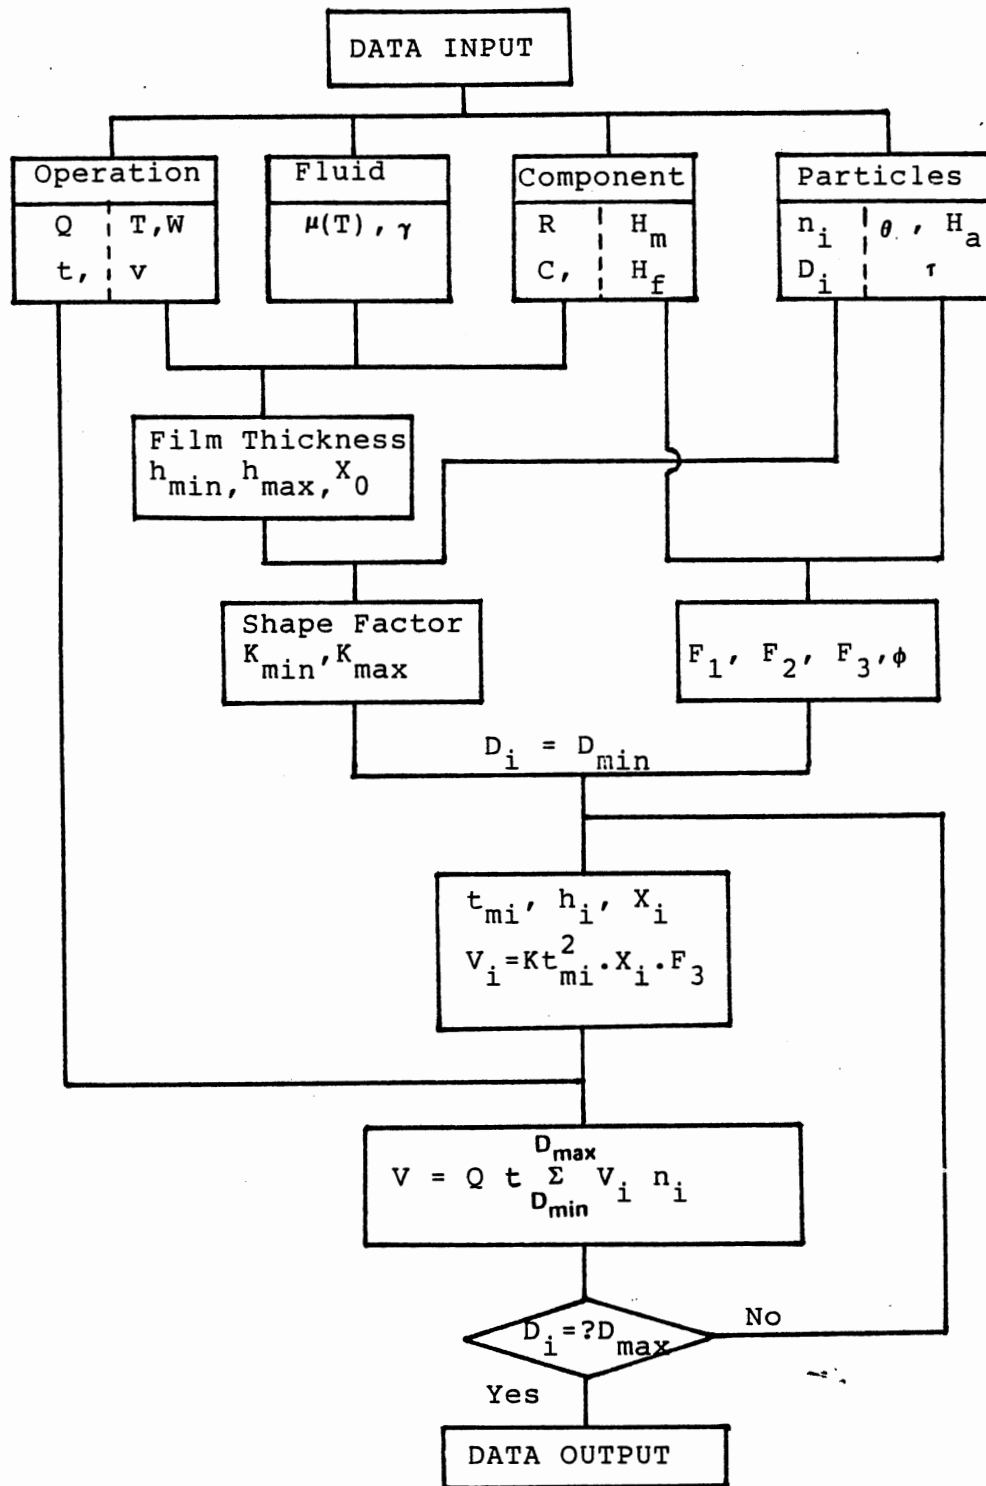 DATA INPUT
Operation
Q T,W
t, v
Fluid
μ(T), γ
Component
R H_m
C, H_f
Particles
n_i θ, H_a
D_i τ
Film Thickness
h_min, h_max, X_0
Shape Factor
K_min, K_max
F_1, F_2, F_3, ϕ
D_i = D_min
t_mi, h_i, X_i
V_i=Kt_mi^2.X_i.F_3
D_max
V = Q t Σ V_i n_i
D_min
D_i=?D_max
No
Yes
DATA OUTPUT